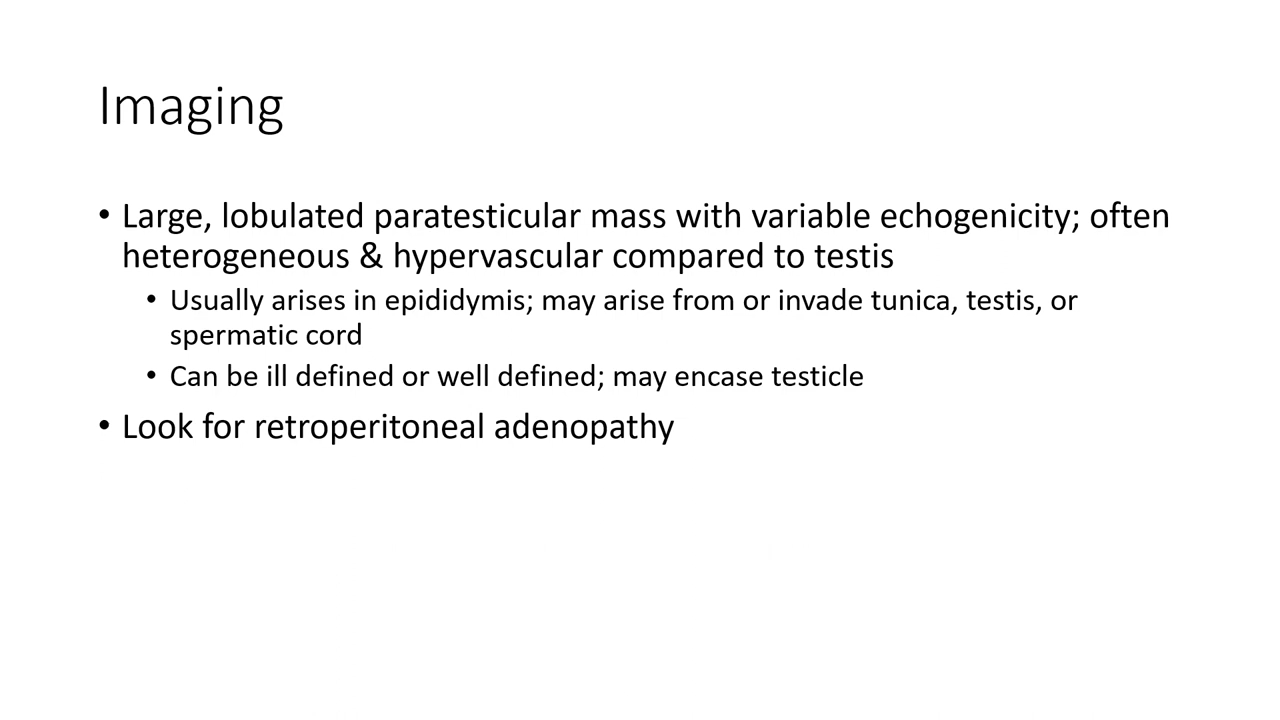 Imaging
• Large, lobulated paratesticular mass with variable echogenicity; often
heterogeneous & hypervascular compared to testis
• Usually arises in epididymis; may arise from or invade tunica, testis, or
spermatic cord
• Can be ill defined or well defined; may encase testicle
• Look for retroperitoneal adenopathy